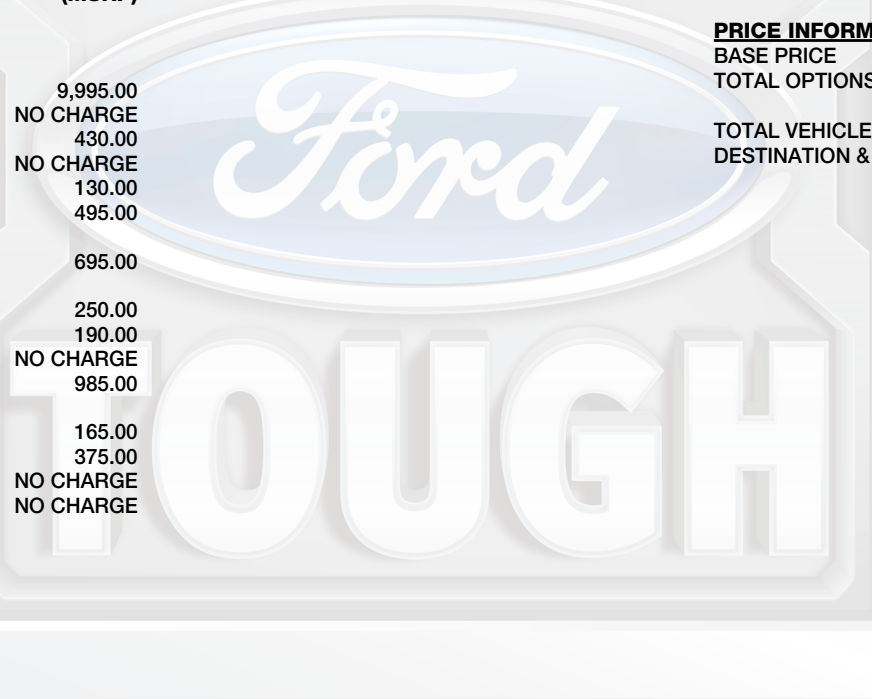 (MSRP)
9,995.00
NO CHARGE
430.00
NO CHARGE
130.00
495.00
695.00
250.00
190.00
NO CHARGE
985.00
165.00
375.00
NO CHARGE
NO CHARGE
PRICE INFORM
BASE PRICE
TOTAL OPTIONS
TOTAL VEHICLE
DESTINATION &
Ford
TOUGH